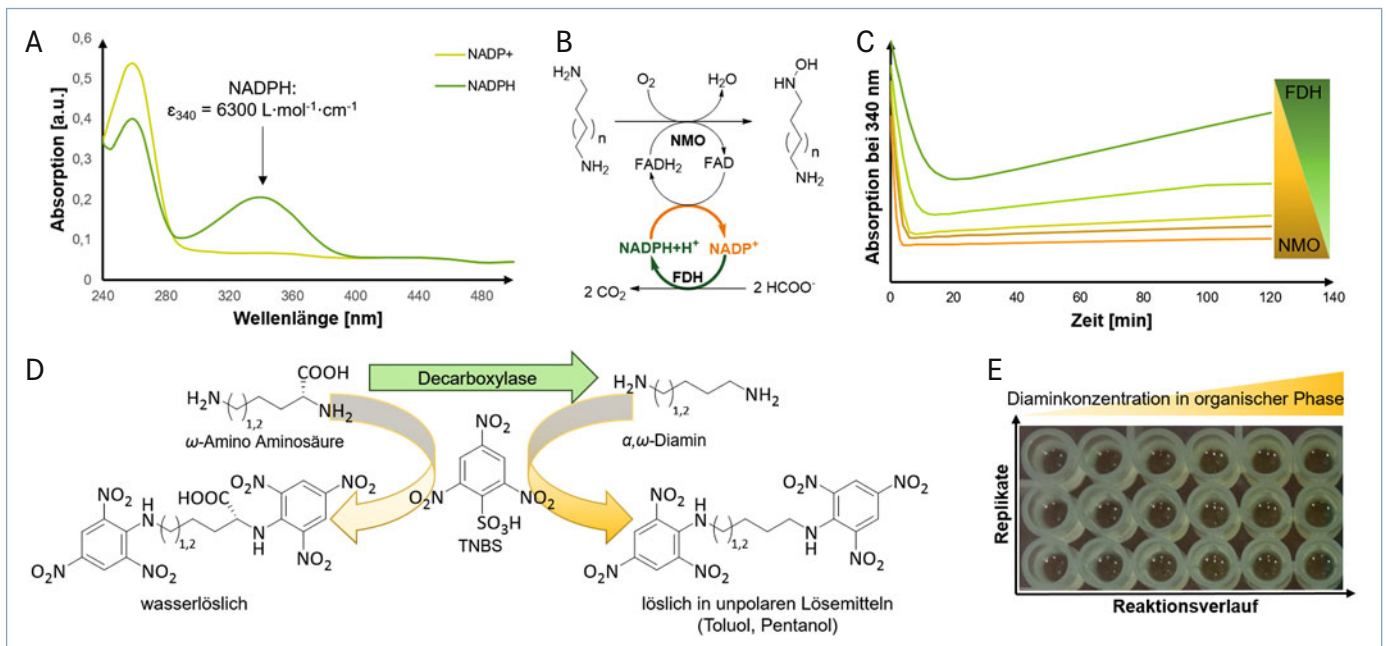 A
0,6
0,5
0,4
0,3
0,2
0,1
0
Absorption [a.u.]
NADP+
NADPH
NADPH:
ε₃₄₀ = 6300 L·mol⁻¹·cm⁻¹
240 280 320 360 400 440 480
Wellenlänge [nm]
B
H₂N
NH₂
n
O₂
H₂O
NMO
FADH₂
FAD
OH
HN
n
NH₂
NADPH+H⁺
NADP⁺
FDH
2 CO₂
2 HCOO⁻
C
Absorption bei 340 nm
FDH
NMO
0 20 40 60 80 100 120 140
Zeit [min]
D
H₂N
1,2
COOH
NH₂
ω-Amino Aminosäure
Decarboxylase
H₂N
1,2
NH₂
α,ω-Diamin
NO₂
O₂N
NO₂
SO₃H
TNBS
NO₂
H
N
1,2
HOOC
N
H
O₂N
NO₂
NO₂
O₂N
NO₂
wasserlöslich
NO₂
H
N
1,2
N
H
O₂N
NO₂
NO₂
O₂N
NO₂
löslich in unpolaren Lösemitteln
(Toluol, Pentanol)
E
Diaminkonzentration in organischer Phase
Replikate
Reaktionsverlauf